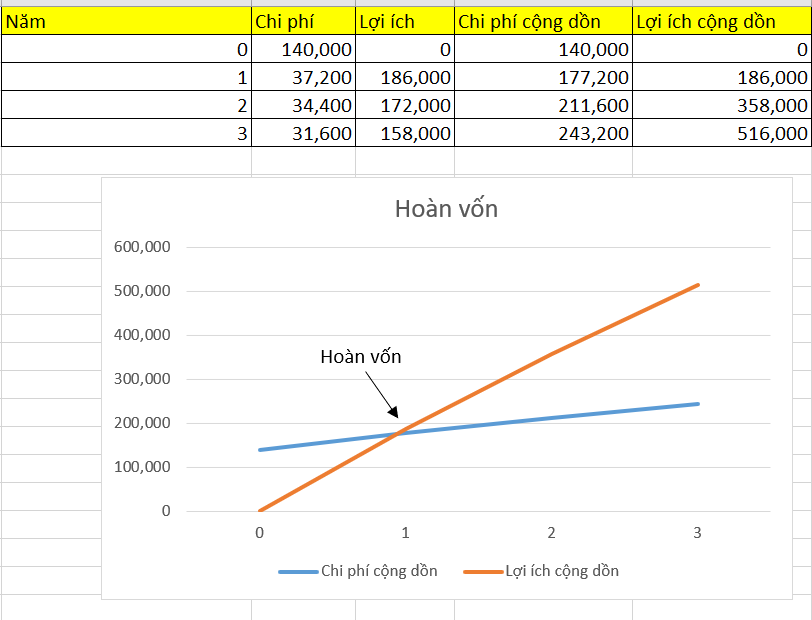 Năm Chi phí Lợi ích Chi phí cộng dồn Lợi ích cộng dồn
0 140,000 0 140,000 0
1 37,200 186,000 177,200 186,000
2 34,400 172,000 211,600 358,000
3 31,600 158,000 243,200 516,000
Hoàn vốn
600,000
500,000
400,000
Hoàn vốn
300,000
200,000
100,000
0
0 1 2 3
Chi phí cộng dồn Lợi ích cộng dồn